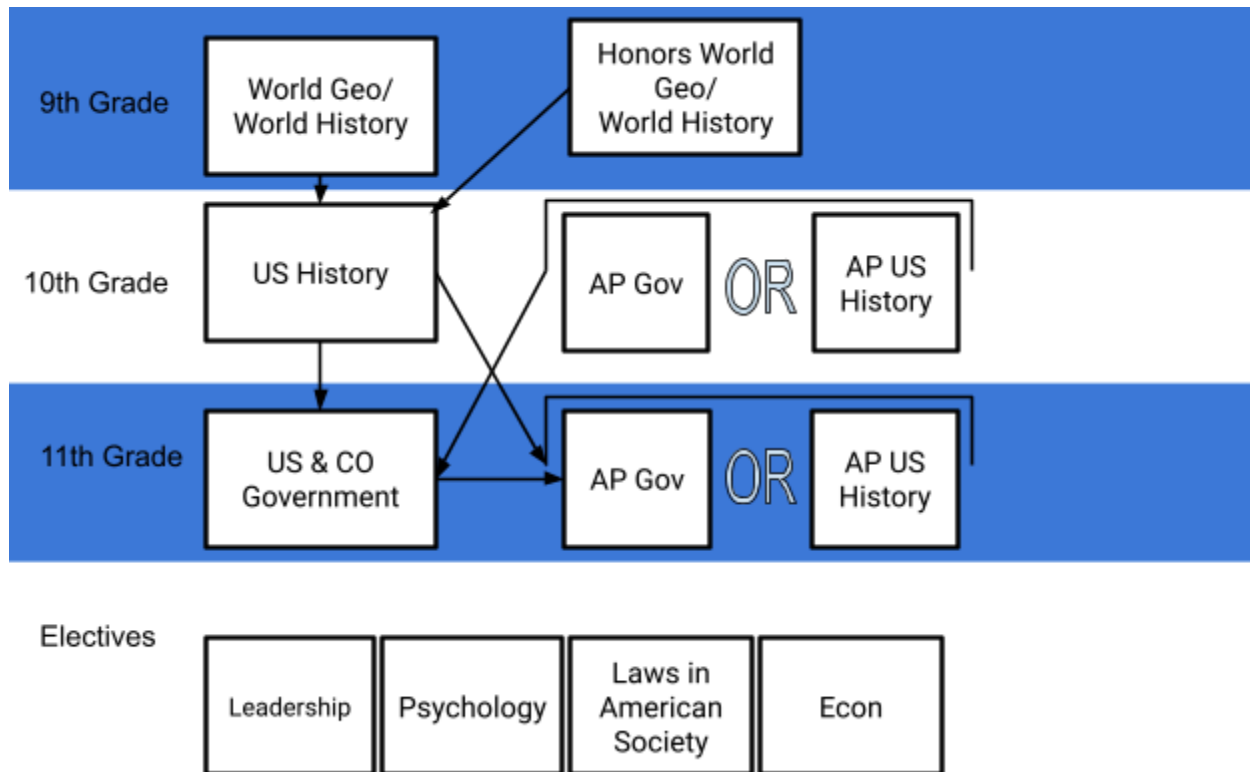 9th Grade
World Geo/
World History
Honors World
Geo/
World History
10th Grade
US History
AP Gov
OR
AP US
History
11th Grade
US & CO
Government
AP Gov
OR
AP US
History
Electives
Leadership
Psychology
Laws in
American
Society
Econ